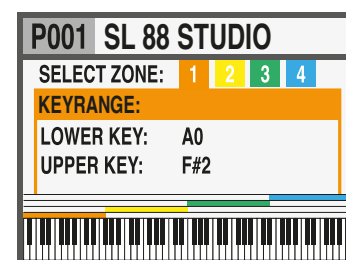 P001 SL 88 STUDIO
SELECT ZONE: 1 2 3 4
KEYRANGE:
LOWER KEY: A0
UPPER KEY: F#2